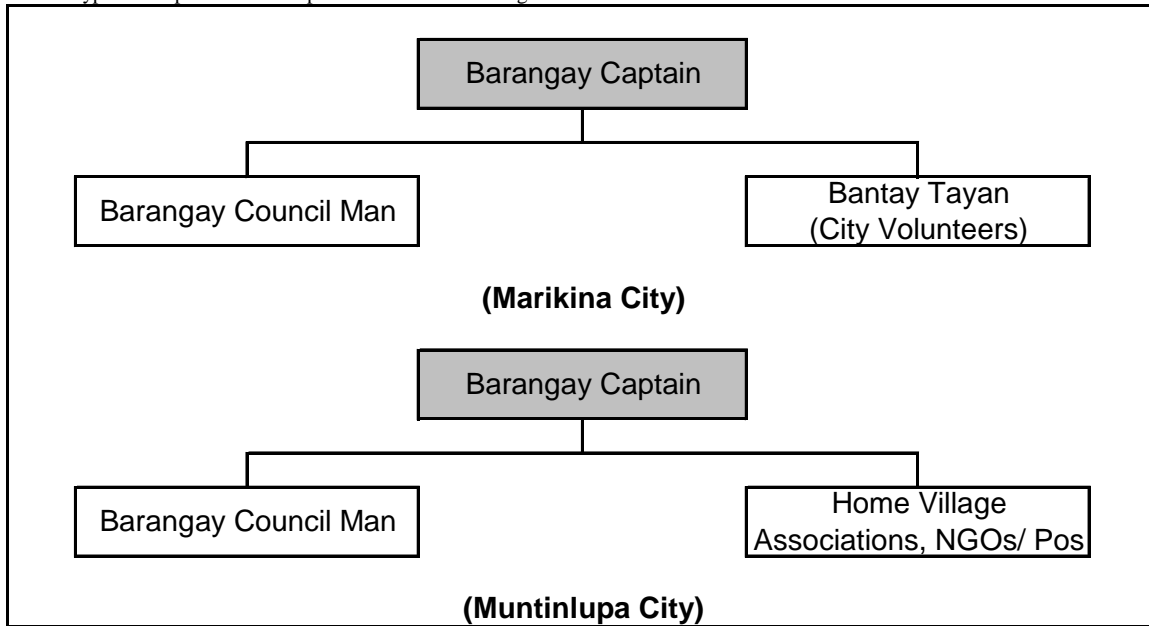 Barangay Captain
Barangay Council Man
Bantay Tayan
(City Volunteers)
(Marikina City)
Barangay Captain
Barangay Council Man
Home Village
Associations, NGOs/ Pos
(Muntinlupa City)